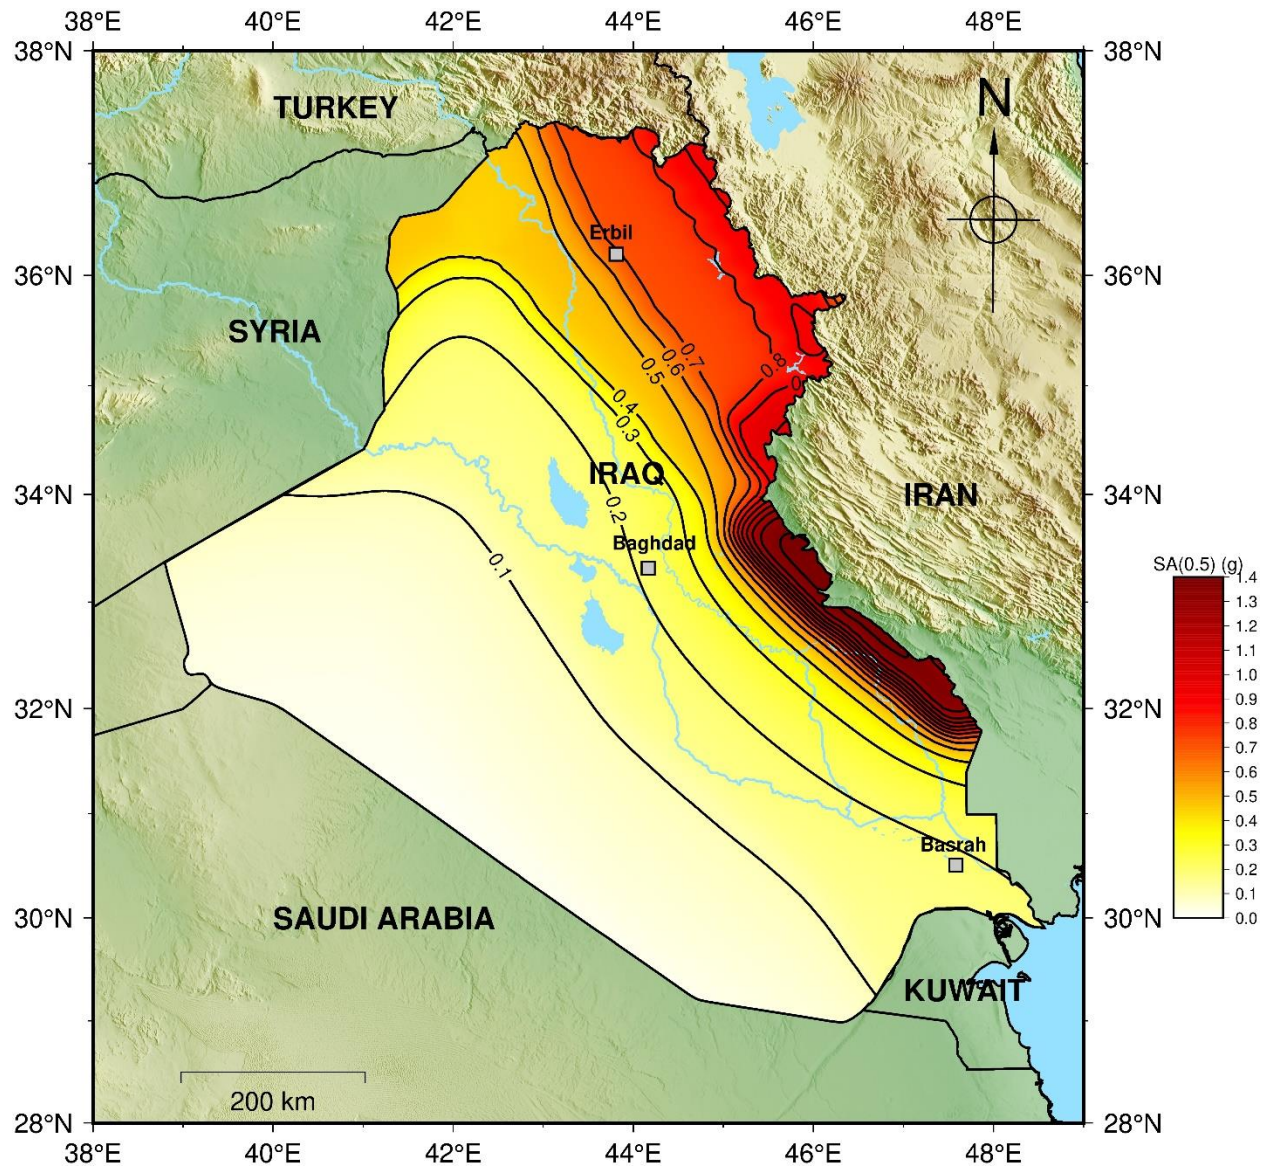 38°E 40°E 42°E 44°E 46°E 48°E
38°N 38°N
TURKEY
N
Erbil
36°N 36°N
SYRIA
0.7
0.6
0.5
0.8
0.4
0.3
IRAQ
34°N 34°N
IRAN
0.2
Baghdad
0.1
SA(0.5) (g)
1.4
1.3
1.2
1.1
1.0
0.9
0.8
0.7
0.6
0.5
0.4
0.3
0.2
0.1
0.0
32°N 32°N
Basrah
30°N 30°N
SAUDI ARABIA
KUWAIT
200 km
28°N 28°N
38°E 40°E 42°E 44°E 46°E 48°E